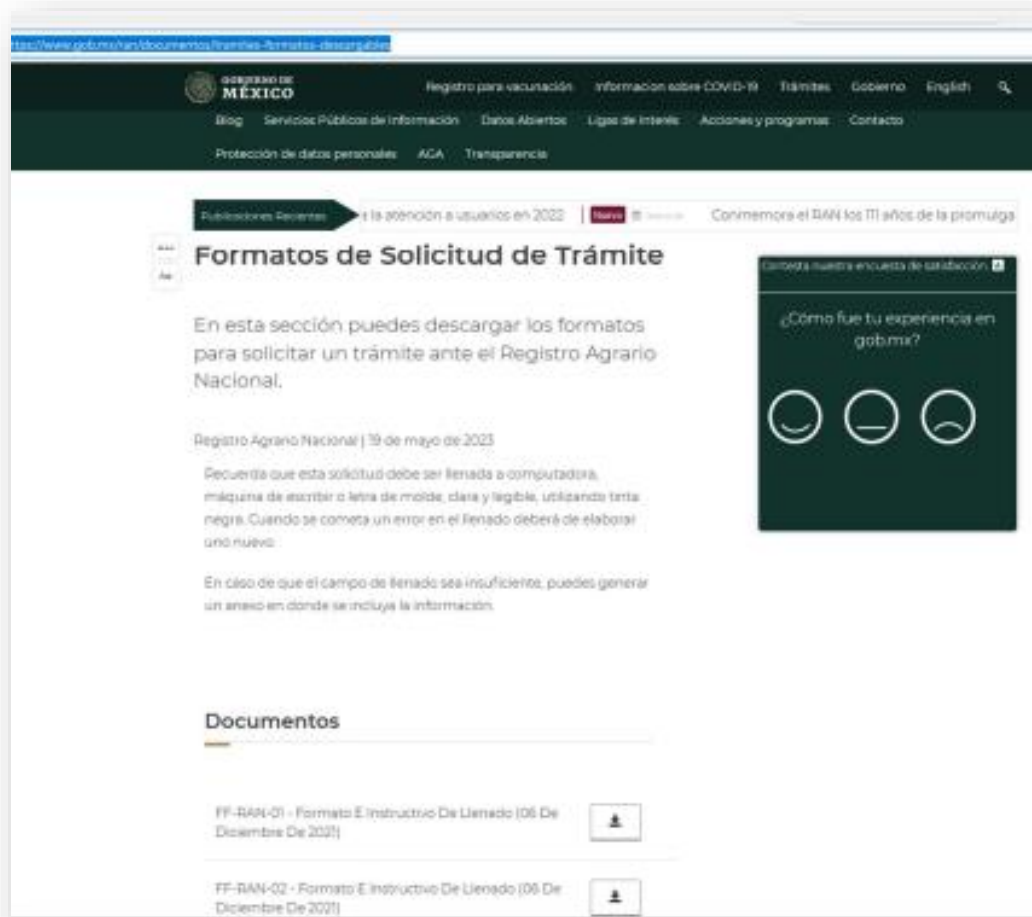 https://www.gob.mx/ran/documentos/tramites-formatos-descargables
GOBIERNO DE
MÉXICO
Registro para vacunación Informacion sobre COVID-19 Trámites Gobierno English
Blog Servicios Públicos de Información Datos Abiertos Ligas de Interés Acciones y programas Contacto
Protección de datos personales AGA Transparencia
Publicaciones Recientes a la atención a usuarios en 2022 Nuevo Conmemora el RAN los 111 años de la promulga
Formatos de Solicitud de Trámite
Contesta nuestra encuesta de satisfacción.
¿Cómo fue tu experiencia en
gob.mx?
En esta sección puedes descargar los formatos
para solicitar un trámite ante el Registro Agrario
Nacional.
Registro Agrario Nacional | 19 de mayo de 2023
Recuerda que esta solicitud debe ser llenada a computadora,
máquina de escribir o letra de molde, clara y legible, utilizando tinta
negra. Cuando se cometa un error en el llenado deberá de elaborar
uno nuevo.
En caso de que el campo de llenado sea insuficiente, puedes generar
un anexo en donde se incluya la información.
Documentos
FF-RAN-01 - Formato E Instructivo De Llenado (06 De
Diciembre De 2021)
FF-RAN-02 - Formato E Instructivo De Llenado (06 De
Diciembre De 2021)